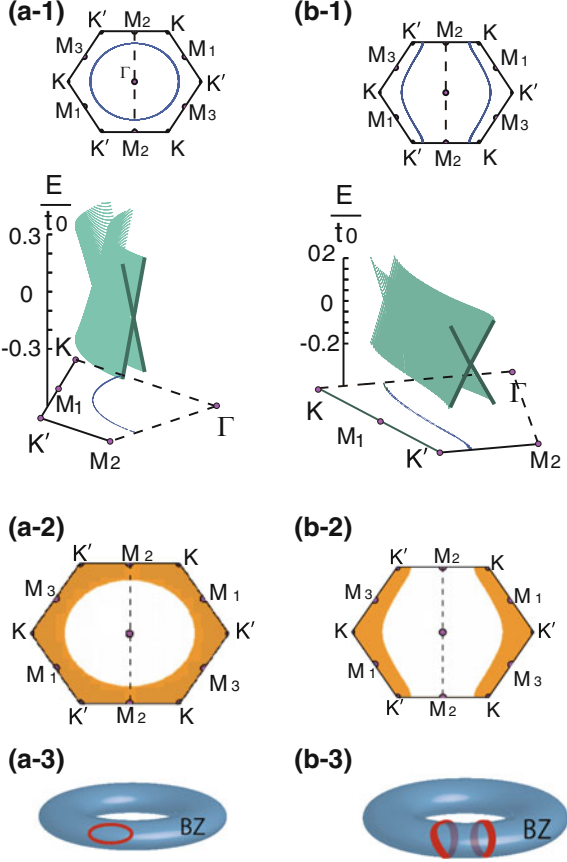 (a-1)
K′ M2 K
M3 M1
K Γ K′
M1 M3
K′ M2 K
(b-1)
K′ M2 K
M3 M1
K K′
M1 M3
K′ M2 K
E
t0
0.3
0
-0.3
K
M1
K′
M2
Γ
E
t0
02
0
-0.2
K
M1
K′
M2
Γ
(a-2)
K′ M2 K
M3 M1
K K′
M1 M3
K′ M2 K
(b-2)
K′ M2 K
M3 M1
K K′
M1 M3
K′ M2 K
(a-3)
BZ
(b-3)
BZ